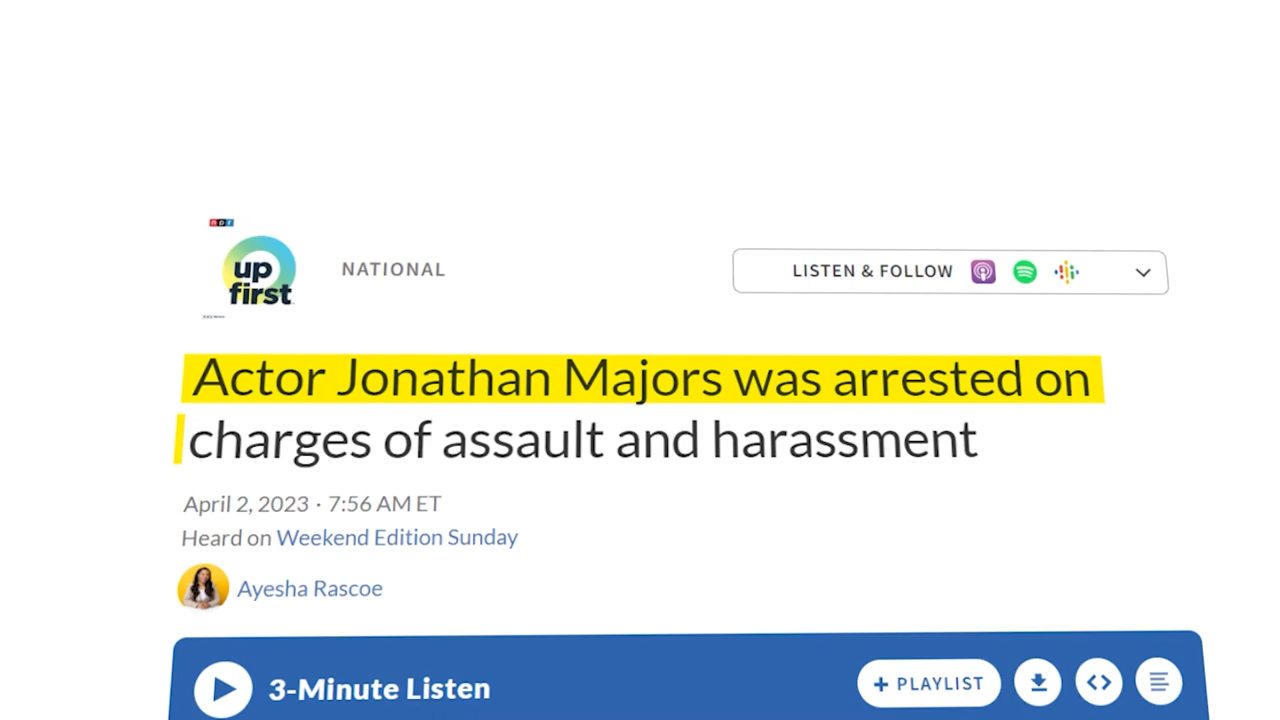 npr
up
first
NATIONAL
LISTEN & FOLLOW
Actor Jonathan Majors was arrested on
charges of assault and harassment
April 2, 2023 · 7:56 AM ET
Heard on Weekend Edition Sunday
Ayesha Rascoe
3-Minute Listen
+ PLAYLIST